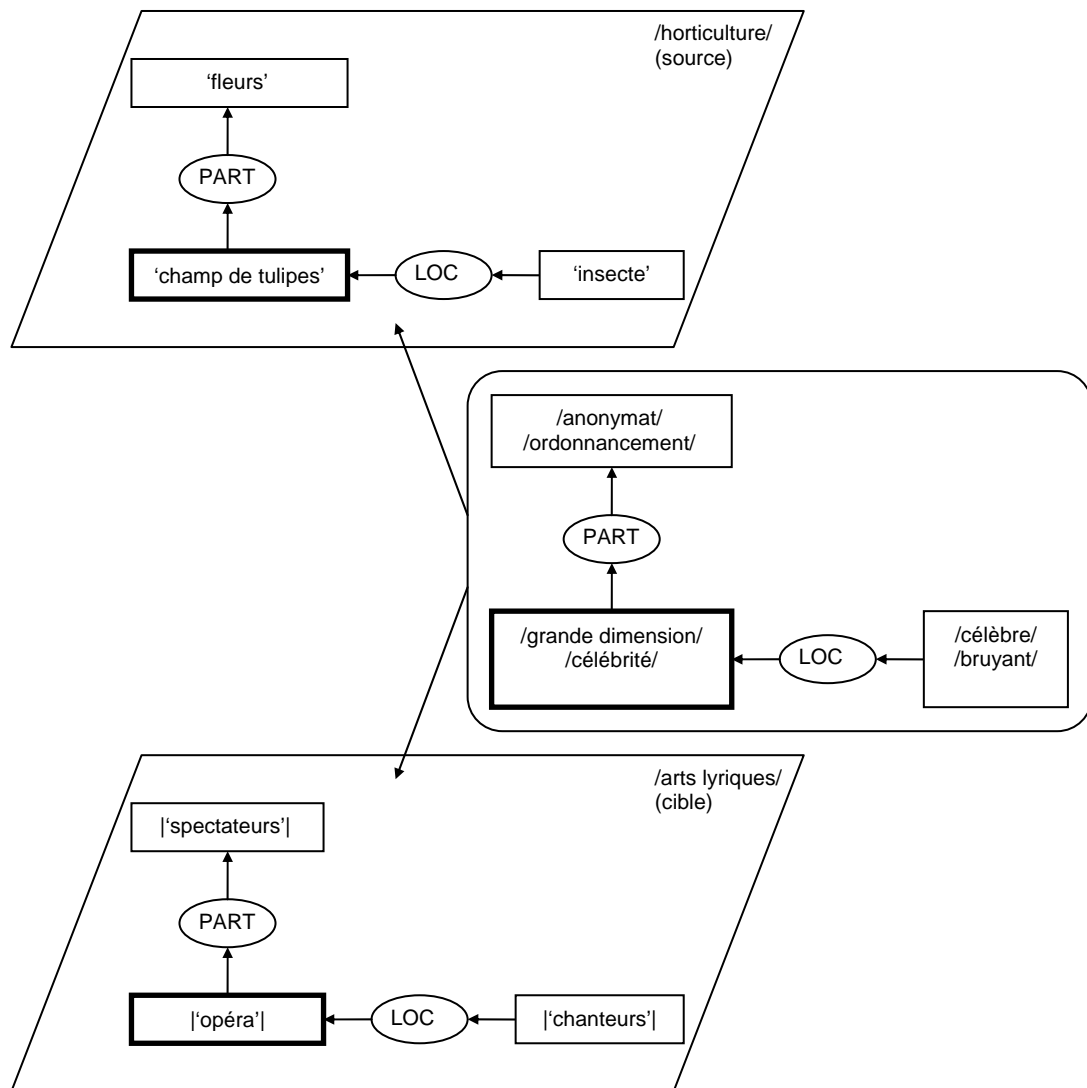 /horticulture/
(source)
‘fleurs’
PART
‘champ de tulipes’
LOC
‘insecte’
/anonymat/
/ordonnancement/
PART
/grande dimension/
/célébrité/
LOC
/célèbre/
/bruyant/
/arts lyriques/
(cible)
|‘spectateurs’|
PART
|‘opéra’|
LOC
|‘chanteurs’|